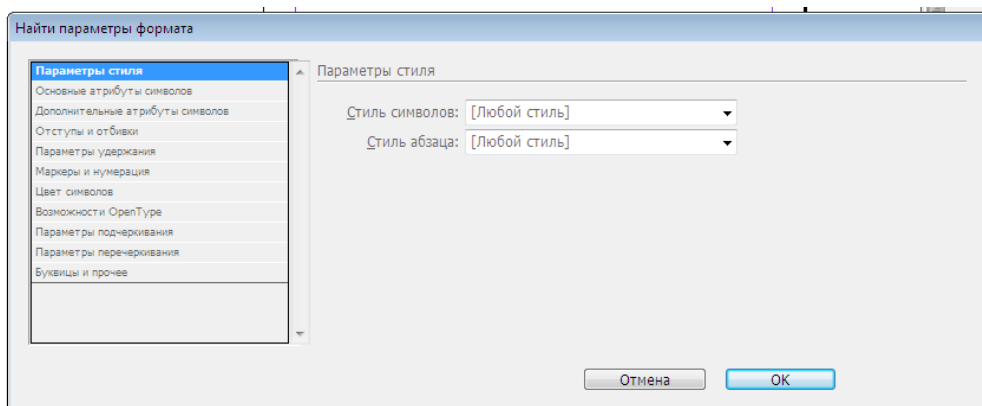 Найти параметры формата
Параметры стиля
Основные атрибуты символов
Дополнительные атрибуты символов
Отступы и отбивки
Параметры удержания
Маркеры и нумерация
Цвет символов
Возможности OpenType
Параметры подчеркивания
Параметры перечеркивания
Буквицы и прочее
Параметры стиля
Стиль символов: [Любой стиль]
Стиль абзаца: [Любой стиль]
Отмена OK